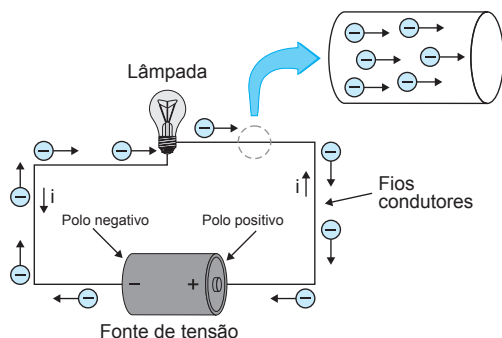 Lâmpada
i
i
Fios
condutores
Polo negativo
Polo positivo
− +
Fonte de tensão